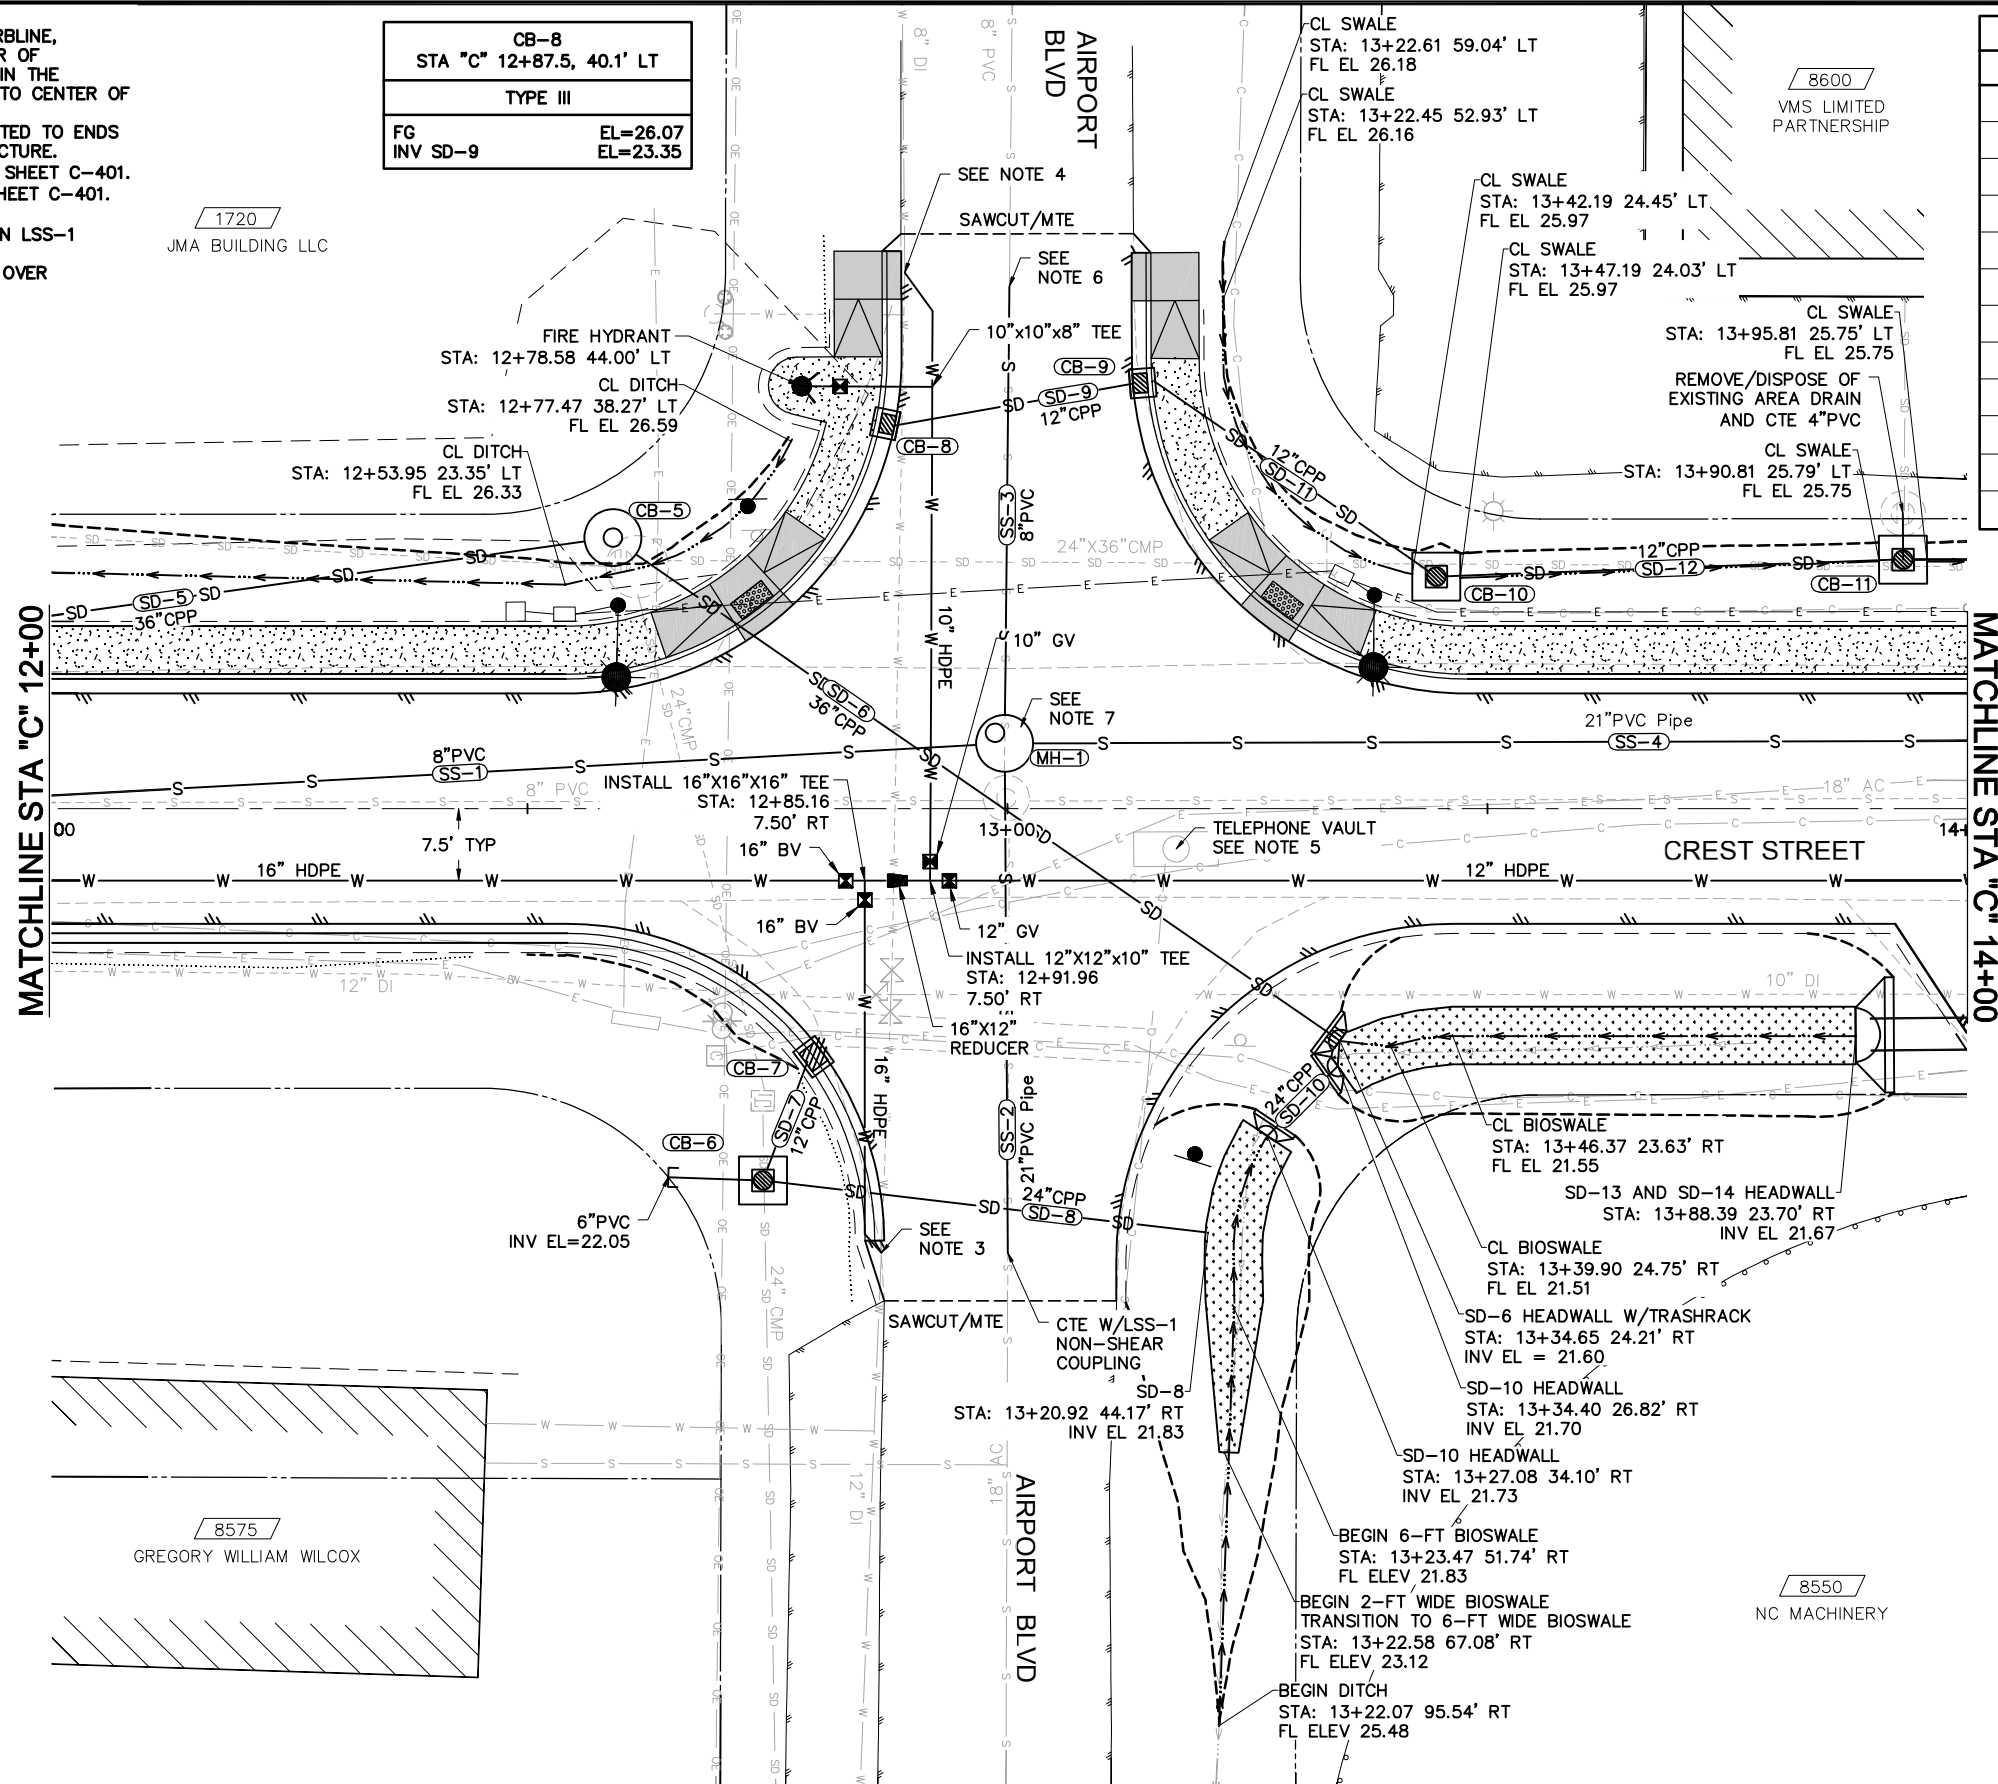 RBLINE,
R OF
IN THE
TO CENTER OF
TED TO ENDS
CTURE.
SHEET C-401.
HEET C-401.
N LSS-1
OVER
CB-8
STA "C" 12+87.5, 40.1' LT
TYPE III
FG EL=26.07
INV SD-9 EL=23.35
8" DI
8" PVC
AIRPORT
BLVD
CL SWALE
STA: 13+22.61 59.04' LT
FL EL 26.18
CL SWALE
STA: 13+22.45 52.93' LT
FL EL 26.16
8600
VMS LIMITED
PARTNERSHIP
CL SWALE
STA: 13+42.19 24.45' LT
FL EL 25.97
CL SWALE
STA: 13+47.19 24.03' LT
FL EL 25.97
CL SWALE
STA: 13+95.81 25.75' LT
FL EL 25.75
REMOVE/DISPOSE OF
EXISTING AREA DRAIN
AND CTE 4"PVC
CL SWALE
STA: 13+90.81 25.79' LT
FL EL 25.75
1720
JMA BUILDING LLC
SEE NOTE 4
SAWCUT/MTE
SEE
NOTE 6
FIRE HYDRANT
STA: 12+78.58 44.00' LT
CL DITCH
STA: 12+77.47 38.27' LT
FL EL 26.59
CL DITCH
STA: 12+53.95 23.35' LT
FL EL 26.33
10"x10"x8" TEE
CB-9
SD-9
12"CPP
CB-8
CB-5
12"CPP
SD-11
SS-3
8"PVC
24"X36"CMP
12"CPP
SD-12
CB-10
CB-11
SD-5
36"CPP
10" HDPE
10" GV
SD-6
36"CPP
24"CMP
SEE
NOTE 7
MH-1
21"PVC Pipe
SS-4
8"PVC
SS-1
8" PVC
18" AC
INSTALL 16"X16"X16" TEE
STA: 12+85.16
7.50' RT
16" BV
13+00
TELEPHONE VAULT
SEE NOTE 5
00
14+
7.5' TYP
CREST STREET
16" HDPE
12" HDPE
MATCHLINE STA "C" 12+00
MATCHLINE STA "C" 14+00
16" BV
12" GV
INSTALL 12"X12"x10" TEE
STA: 12+91.96
7.50' RT
16"X12"
REDUCER
12" DI
10" DI
CB-7
SD-7
12"CPP
16" HDPE
SS-2
21"PVC Pipe
24"CPP
SD-10
CB-6
6"PVC
INV EL=22.05
24"CPP
SD-8
SEE
NOTE 3
24" CMP
SAWCUT/MTE
CTE W/LSS-1
NON-SHEAR
COUPLING
SD-8
STA: 13+20.92 44.17' RT
INV EL 21.83
CL BIOSWALE
STA: 13+46.37 23.63' RT
FL EL 21.55
SD-13 AND SD-14 HEADWALL
STA: 13+88.39 23.70' RT
INV EL 21.67
CL BIOSWALE
STA: 13+39.90 24.75' RT
FL EL 21.51
SD-6 HEADWALL W/TRASHRACK
STA: 13+34.65 24.21' RT
INV EL = 21.60
SD-10 HEADWALL
STA: 13+34.40 26.82' RT
INV EL 21.70
SD-10 HEADWALL
STA: 13+27.08 34.10' RT
INV EL 21.73
BEGIN 6-FT BIOSWALE
STA: 13+23.47 51.74' RT
FL ELEV 21.83
BEGIN 2-FT WIDE BIOSWALE
TRANSITION TO 6-FT WIDE BIOSWALE
STA: 13+22.58 67.08' RT
FL ELEV 23.12
BEGIN DITCH
STA: 13+22.07 95.54' RT
FL ELEV 25.48
12" DI
18" AC
AIRPORT BLVD
8575
GREGORY WILLIAM WILCOX
8550
NC MACHINERY